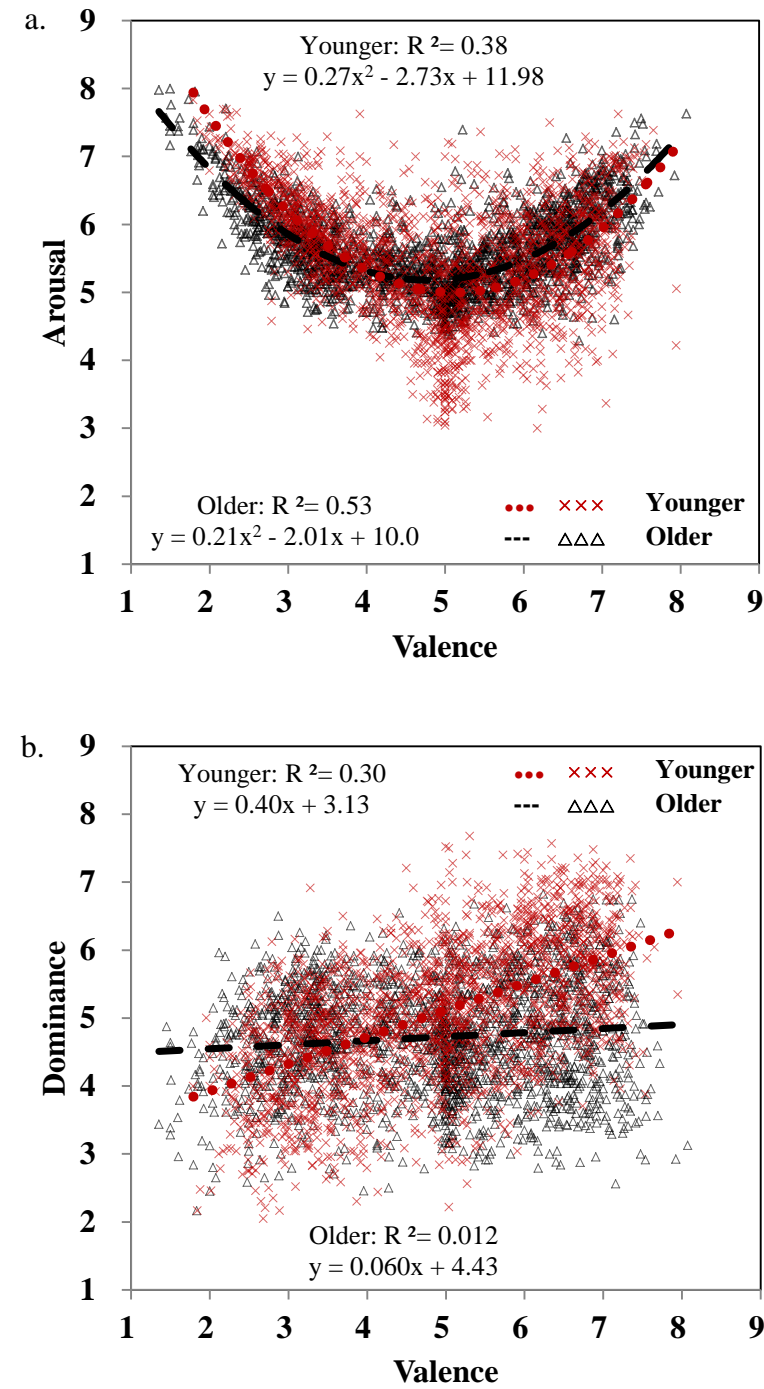 a.
9
8
7
6
5
4
3
2
1
Arousal
Younger: R ²= 0.38
y = 0.27x² - 2.73x + 11.98
Older: R ²= 0.53
y = 0.21x² - 2.01x + 10.0
Younger
Older
1 2 3 4 5 6 7 8 9
Valence
b.
9
8
7
6
5
4
3
2
1
Dominance
Younger: R ²= 0.30
y = 0.40x + 3.13
Younger
Older
Older: R ²= 0.012
y = 0.060x + 4.43
1 2 3 4 5 6 7 8 9
Valence